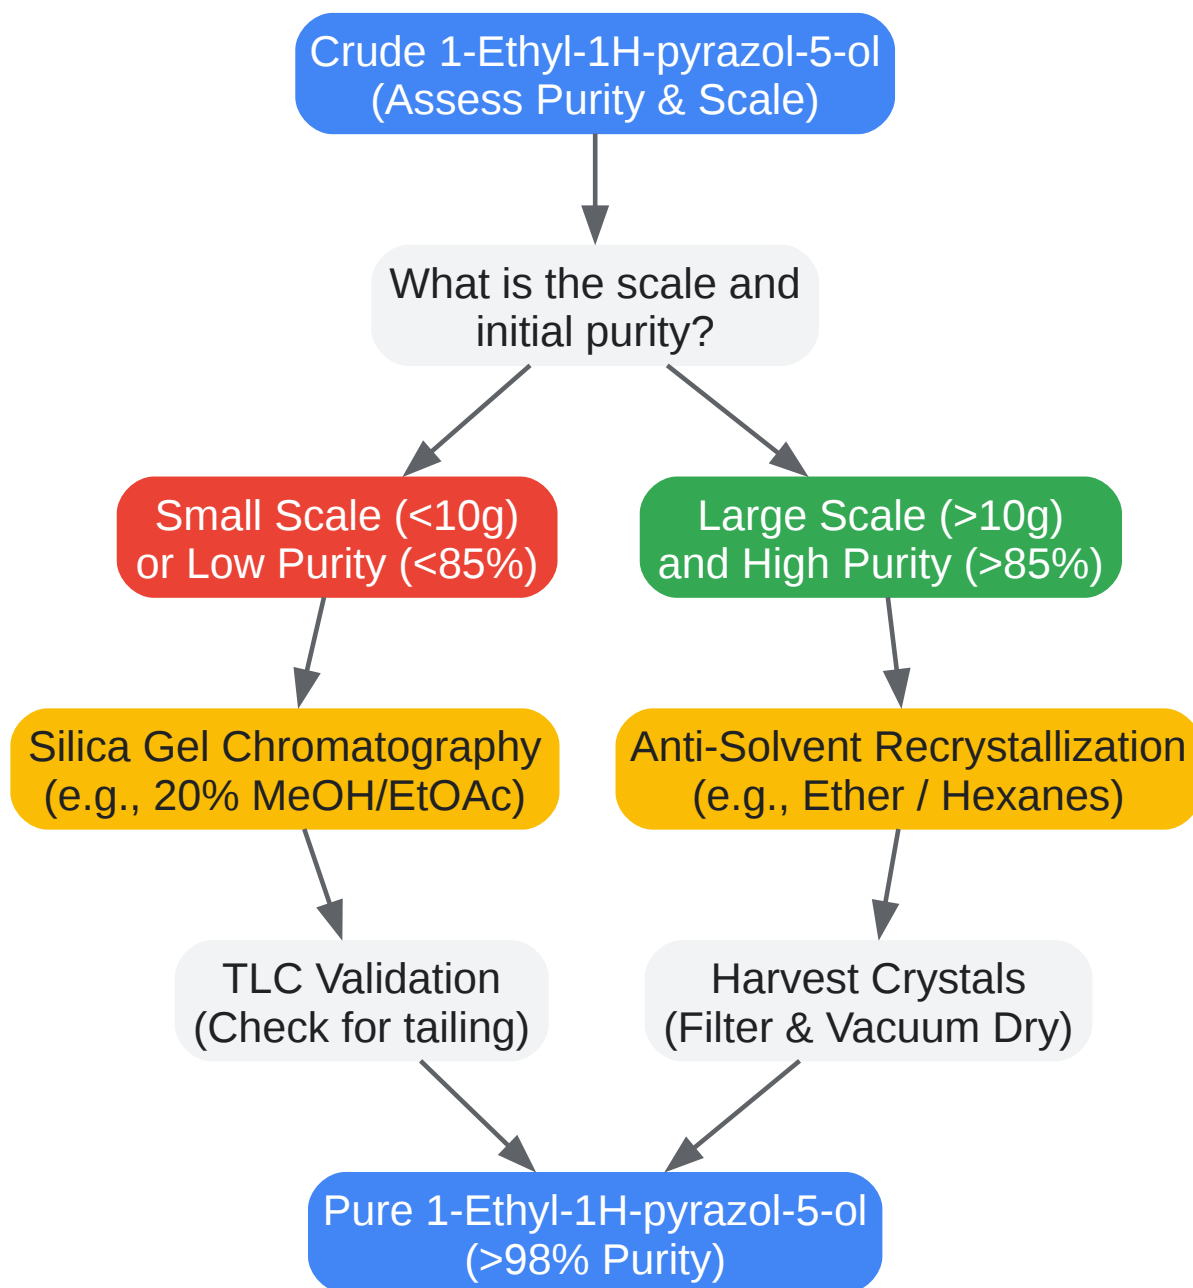 Crude 1-Ethyl-1H-pyrazol-5-ol
(Assess Purity & Scale)
What is the scale and
initial purity?
Small Scale (<10g)
or Low Purity (<85%)
Large Scale (>10g)
and High Purity (>85%)
Silica Gel Chromatography
(e.g., 20% MeOH/EtOAc)
Anti-Solvent Recrystallization
(e.g., Ether / Hexanes)
TLC Validation
(Check for tailing)
Harvest Crystals
(Filter & Vacuum Dry)
Pure 1-Ethyl-1H-pyrazol-5-ol
(>98% Purity)